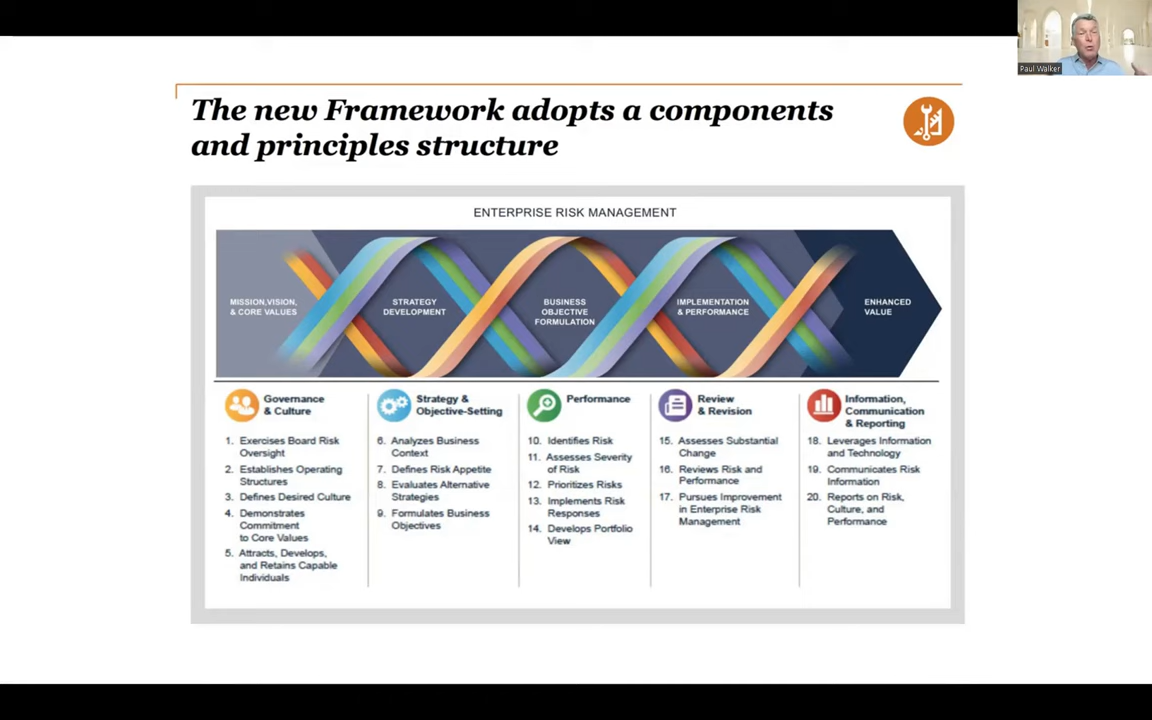 Paul Walker
The new Framework adopts a components
and principles structure
ENTERPRISE RISK MANAGEMENT
MISSION,VISION,
& CORE VALUES
STRATEGY
DEVELOPMENT
BUSINESS
OBJECTIVE
FORMULATION
IMPLEMENTATION
& PERFORMANCE
ENHANCED
VALUE
Governance
& Culture
1. Exercises Board Risk
Oversight
2. Establishes Operating
Structures
3. Defines Desired Culture
4. Demonstrates
Commitment
to Core Values
5. Attracts, Develops,
and Retains Capable
Individuals
Strategy &
Objective-Setting
6. Analyzes Business
Context
7. Defines Risk Appetite
8. Evaluates Alternative
Strategies
9. Formulates Business
Objectives
Performance
10. Identifies Risk
11. Assesses Severity
of Risk
12. Prioritizes Risks
13. Implements Risk
Responses
14. Develops Portfolio
View
Review
& Revision
15. Assesses Substantial
Change
16. Reviews Risk and
Performance
17. Pursues Improvement
in Enterprise Risk
Management
Information,
Communication
& Reporting
18. Leverages Information
and Technology
19. Communicates Risk
Information
20. Reports on Risk,
Culture, and
Performance